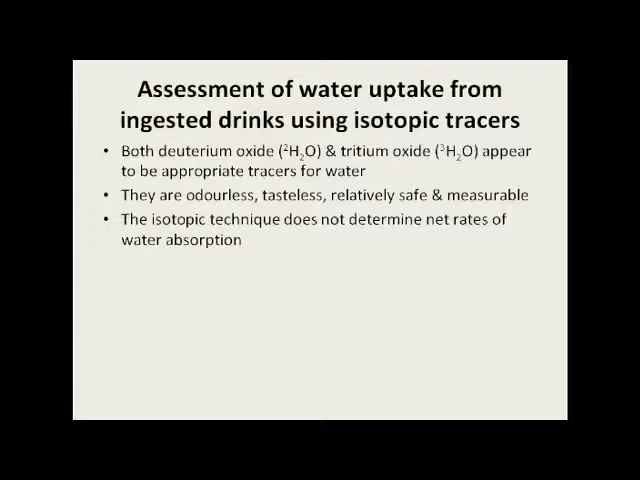 Assessment of water uptake from
ingested drinks using isotopic tracers
• Both deuterium oxide (²H₂O) & tritium oxide (³H₂O) appear
to be appropriate tracers for water
• They are odourless, tasteless, relatively safe & measurable
• The isotopic technique does not determine net rates of
water absorption